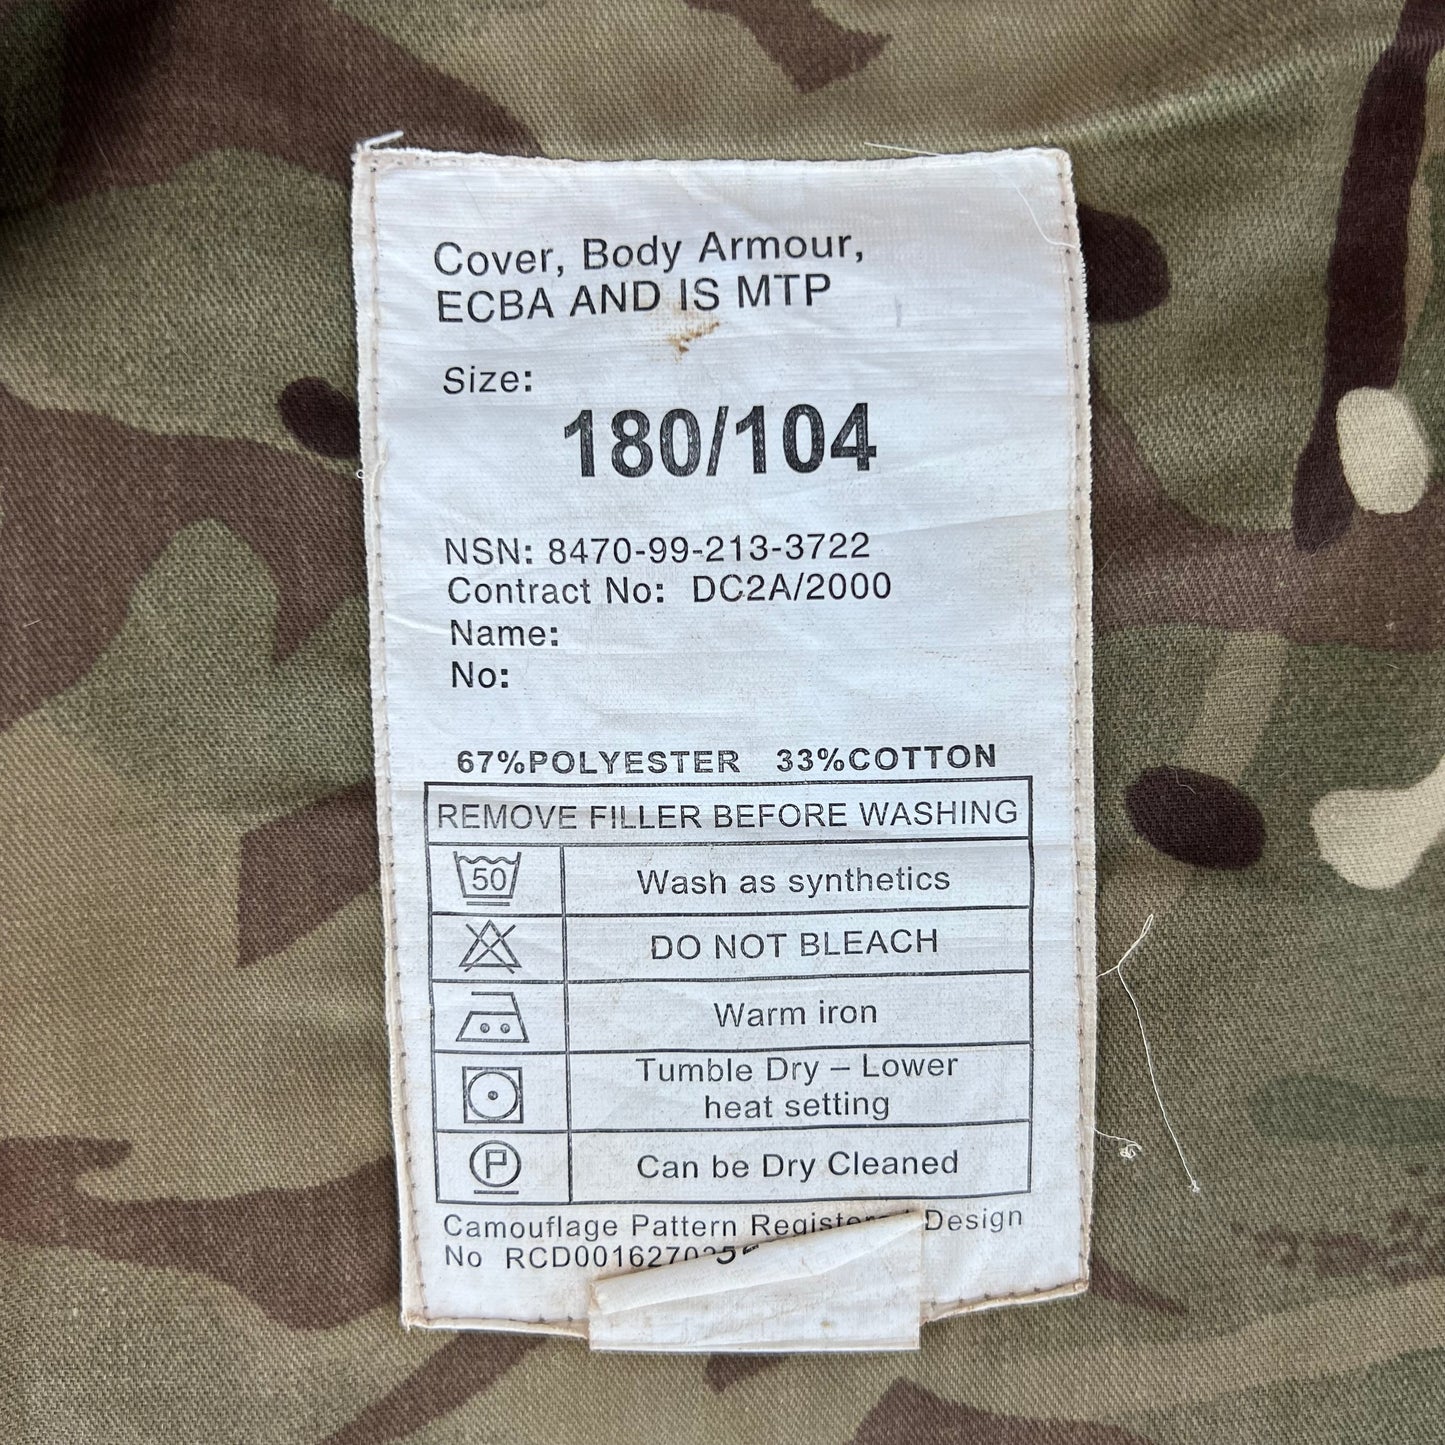 Cover, Body Armour,
ECBA AND IS MTP
Size:
180/104
NSN: 8470-99-213-3722
Contract No: DC2A/2000
Name:
No:
67%POLYESTER 33%COTTON
REMOVE FILLER BEFORE WASHING
50 Wash as synthetics
DO NOT BLEACH
Warm iron
Tumble Dry – Lower
heat setting
P Can be Dry Cleaned
Camouflage Pattern Registered Design
No